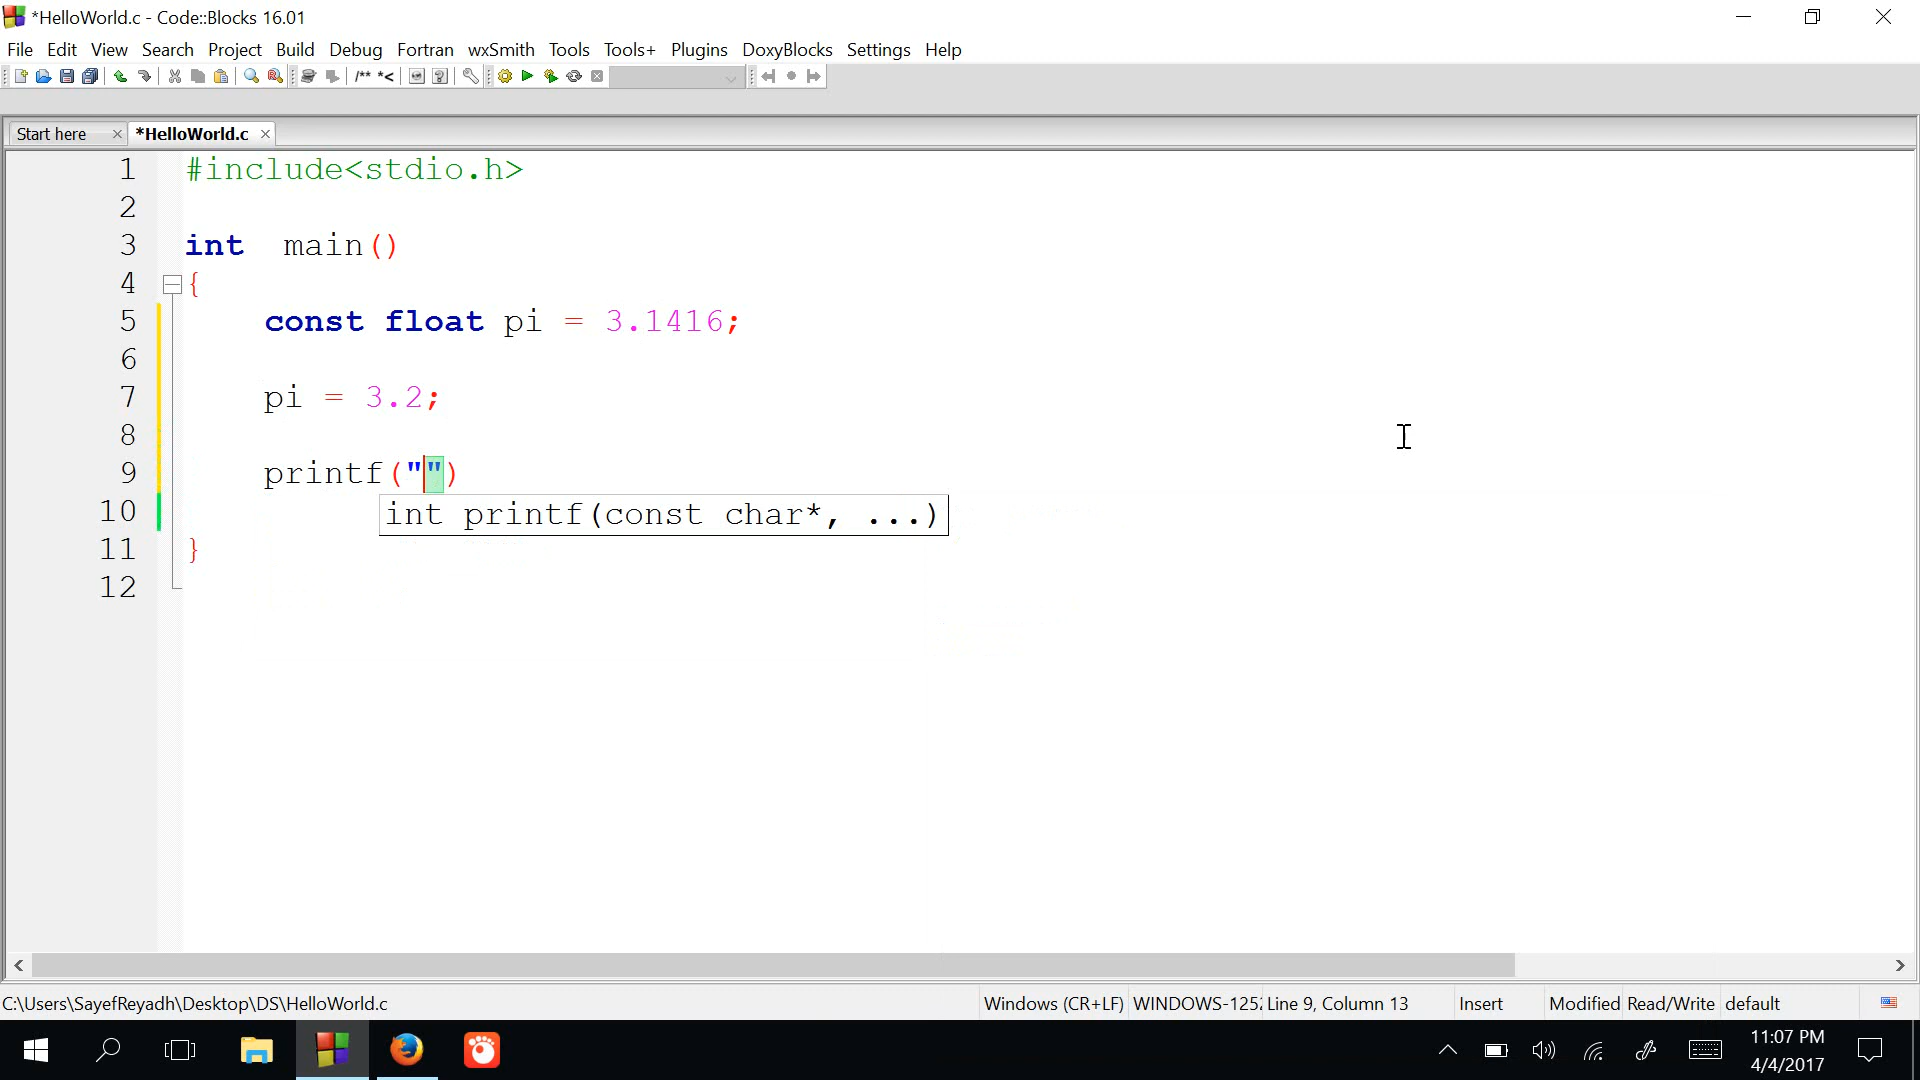 *HelloWorld.c - Code::Blocks 16.01
File Edit View Search Project Build Debug Fortran wxSmith Tools Tools+ Plugins DoxyBlocks Settings Help
/** *<
Start here *HelloWorld.c
1 #include<stdio.h>
2
3 int  main()
4 {
5 const float pi = 3.1416;
6
7 pi = 3.2;
8
9 printf("")
int printf(const char*, ...)
10
11 }
12
C:\Users\SayefReyadh\Desktop\DS\HelloWorld.c Windows (CR+LF) WINDOWS-1252 Line 9, Column 13 Insert Modified Read/Write default
11:07 PM
4/4/2017